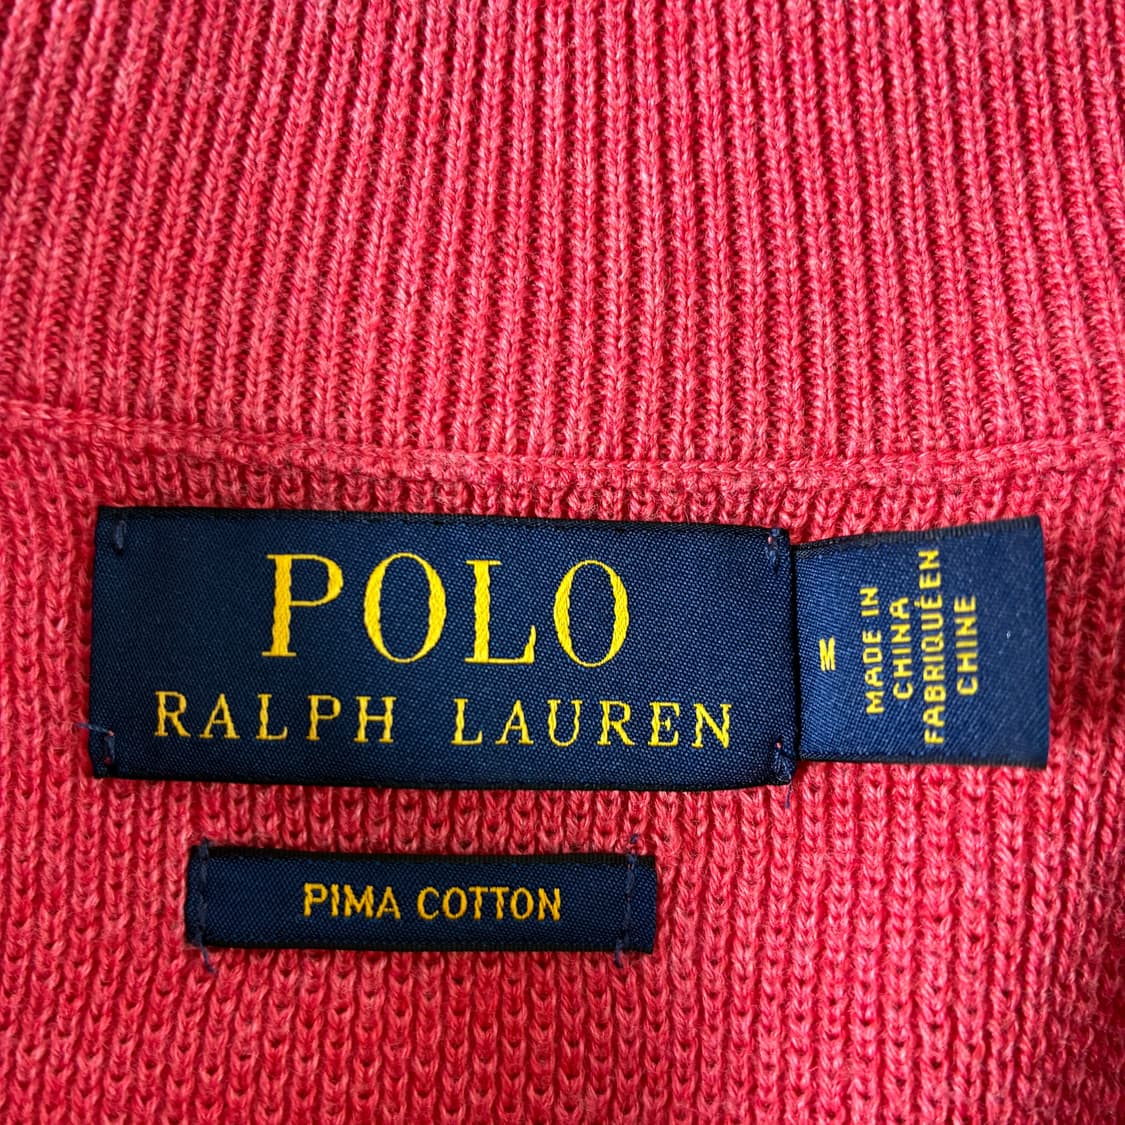 POLO
RALPH LAUREN
M
MADE IN
CHINA
FABRIQUÉ EN
CHINE
PIMA COTTON